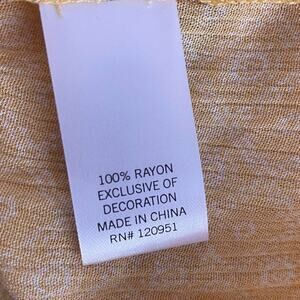 100% RAYON
EXCLUSIVE OF
DECORATION
MADE IN CHINA
RN# 120951